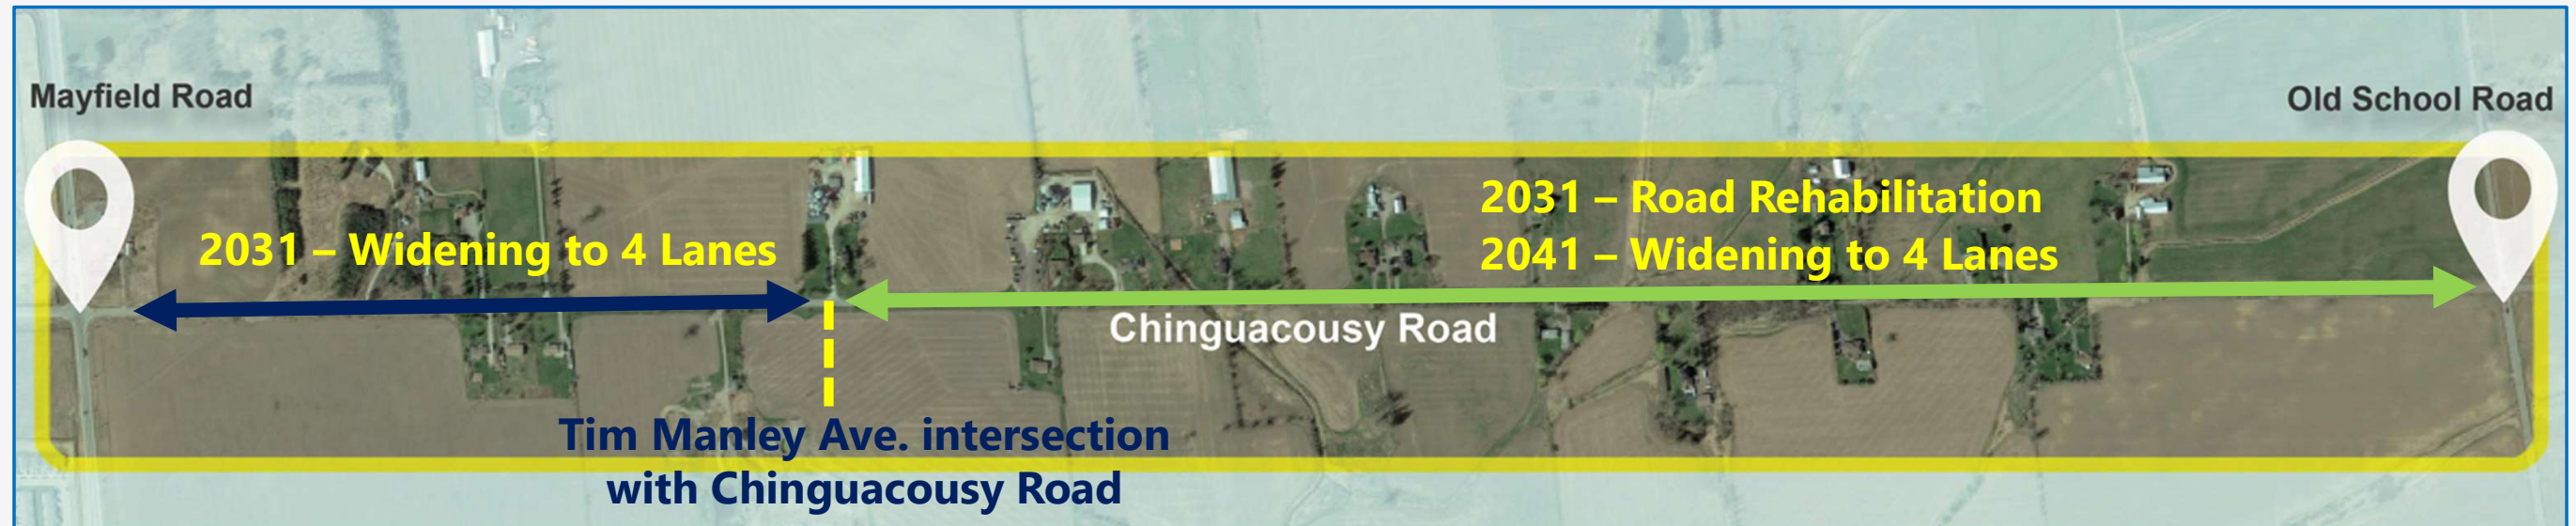 Mayfield Road
Old School Road
2031 – Widening to 4 Lanes
2031 – Road Rehabilitation
2041 – Widening to 4 Lanes
Chinguacousy Road
Tim Manley Ave. intersection
with Chinguacousy Road